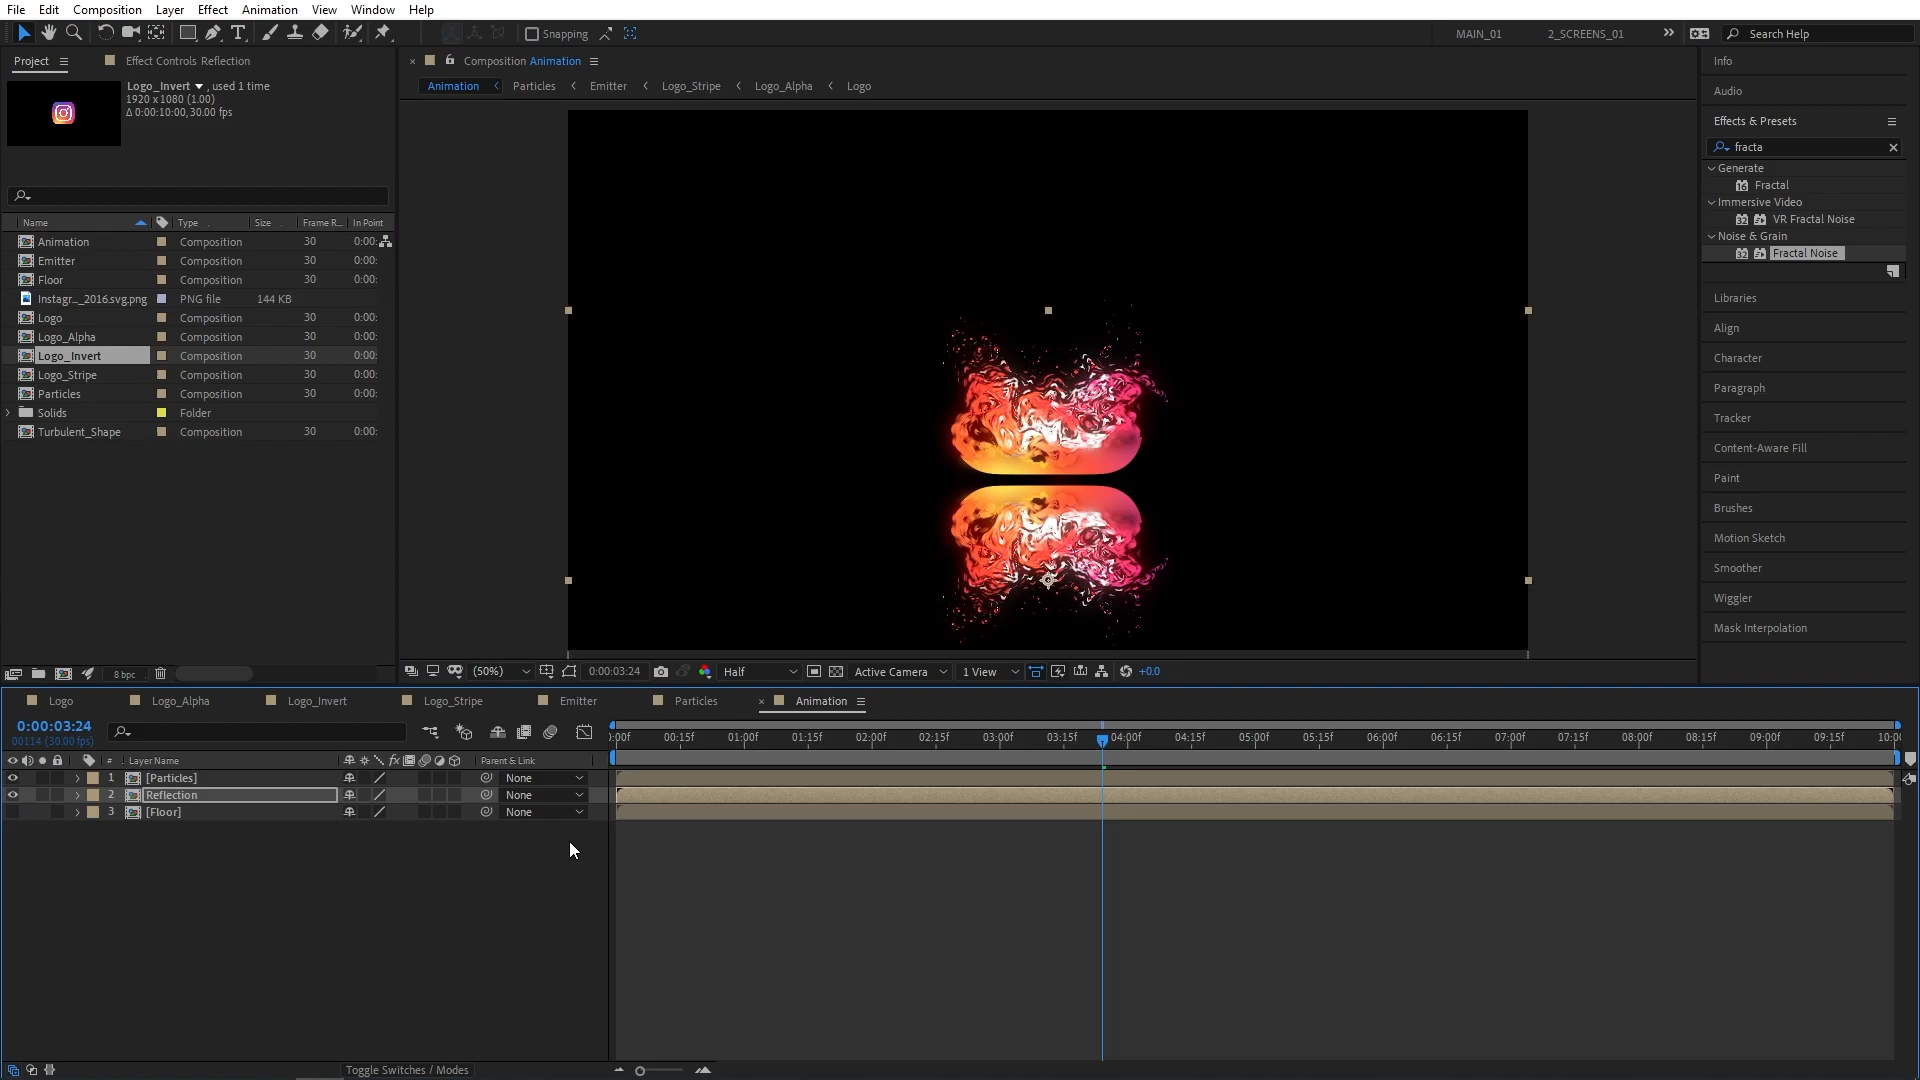 File Edit Composition Layer Effect Animation View Window Help
Snapping MAIN_01 2_SCREENS_01 Search Help
Project Effect Controls Reflection
Logo_Invert , used 1 time
1920 x 1080 (1.00)
Δ 0:00:10:00, 30.00 fps
Name Type Size Frame R... In Point
Animation Composition 30 0:00:
Emitter Composition 30 0:00:
Floor Composition 30 0:00:
Instagr..._2016.svg.png PNG file 144 KB
Logo Composition 30 0:00:
Logo_Alpha Composition 30 0:00:
Logo_Invert Composition 30 0:00:
Logo_Stripe Composition 30 0:00:
Particles Composition 30 0:00:
Solids Folder
Turbulent_Shape Composition 30 0:00:
8 bpc
Composition Animation
Animation Particles Emitter Logo_Stripe Logo_Alpha Logo
(50%) 0:00:03:24 Half Active Camera 1 View +0.0
Info
Audio
Effects & Presets
fracta
Generate
16 Fractal
Immersive Video
32 VR Fractal Noise
Noise & Grain
32 Fractal Noise
Libraries
Align
Character
Paragraph
Tracker
Content-Aware Fill
Paint
Brushes
Motion Sketch
Smoother
Wiggler
Mask Interpolation
Logo Logo_Alpha Logo_Invert Logo_Stripe Emitter Particles Animation
0:00:03:24
00114 (30.00 fps)
):00f 00:15f 01:00f 01:15f 02:00f 02:15f 03:00f 03:15f 04:00f 04:15f 05:00f 05:15f 06:00f 06:15f 07:00f 07:15f 08:00f 08:15f 09:00f 09:15f 10:00
# Layer Name fx Parent & Link
1 [Particles] None
2 Reflection None
3 [Floor] None
Toggle Switches / Modes